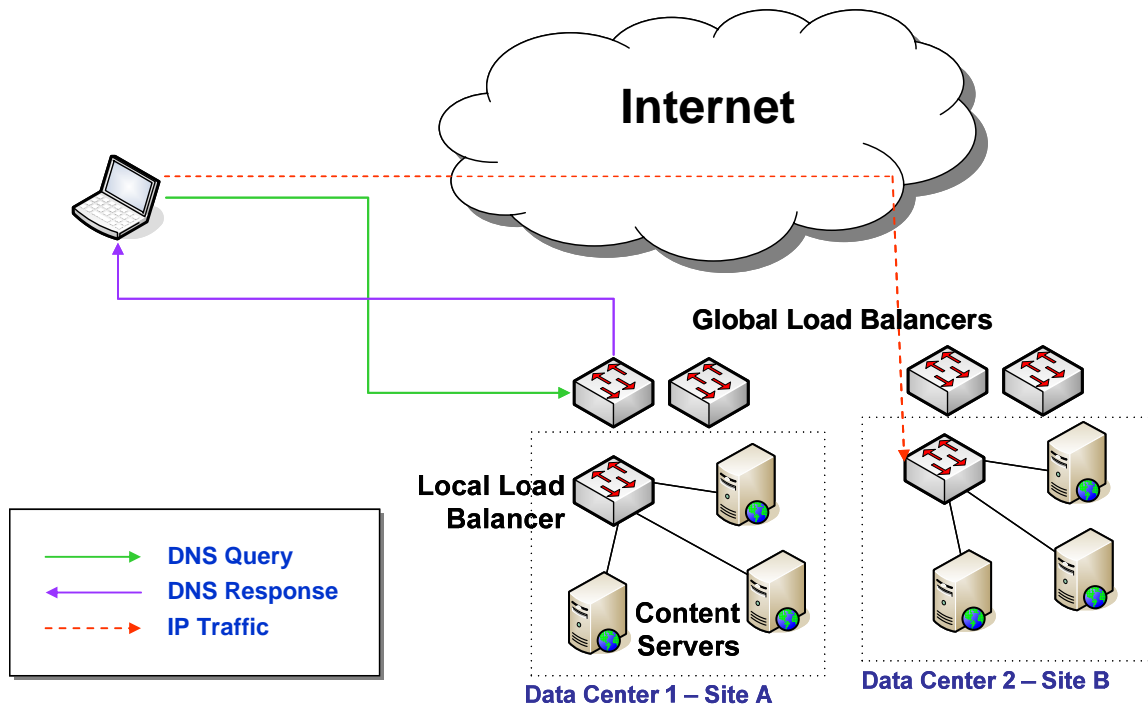 Internet
Global Load Balancers
Local Load
Balancer
Content
Servers
DNS Query
DNS Response
IP Traffic
Data Center 1 – Site A
Data Center 2 – Site B